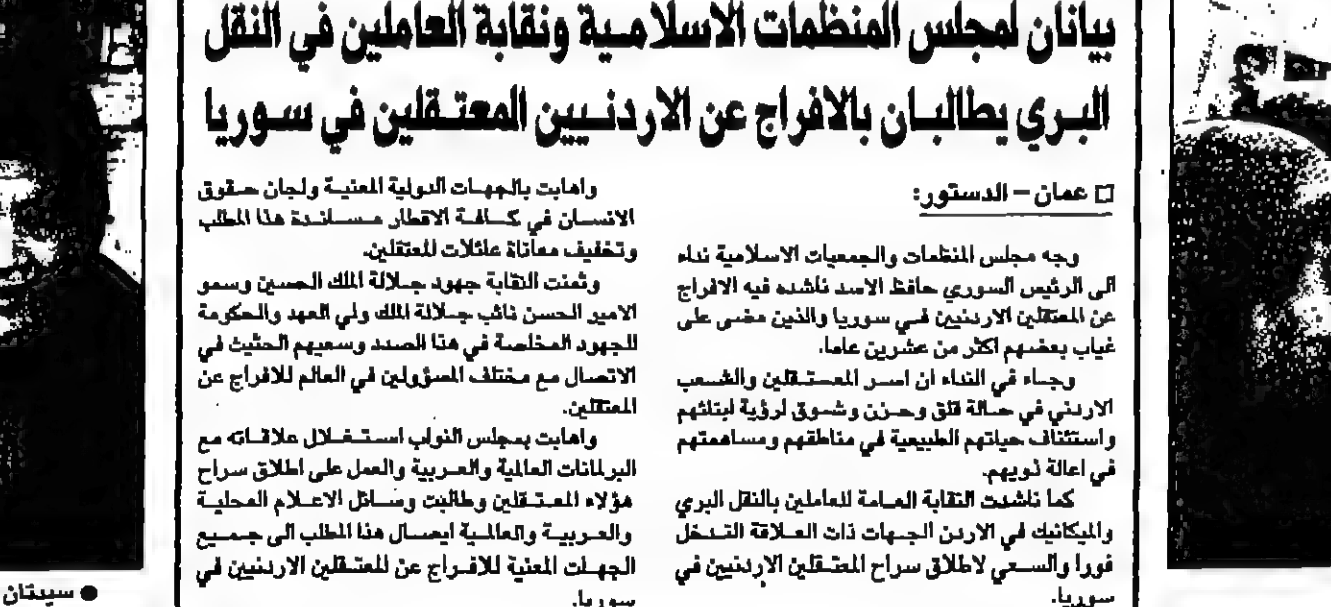 بيانان لمجلس المنظمات الاسلامية ونقابة العاملين في النقل
البري يطالبان بالافراج عن الاردنيين المعتقلين في سوريا
عمان – الدستور:
وجه مجلس المنظمات والجمعيات الاسلامية نداء
الى الرئيس السوري حافظ الاسد ناشده فيه الافراج
عن المعتقلين الاردنيين في سوريا والذين مضى على
غياب بعضهم اكثر من عشرين عاما.
وجاء في النداء ان اسر المعتقلين والشعب
الاردني في حالة قلق وحزن وشوق لرؤية ابنائهم
واستئناف حياتهم الطبيعية في مناطقهم ومساهمتهم
في اعالة ذويهم.
كما ناشدت النقابة العامة للعاملين بالنقل البري
والميكانيك في الاردن الجهات ذات العلاقة التدخل
فورا والسعي لاطلاق سراح المعتقلين الاردنيين في
سوريا.
واهابت بالجهات الدولية المعنية ولجان حقوق
الانسان في كافة الاقطار مساندة هذا المطلب
وتخفيف معاناة عائلات المعتقلين.
وثمنت النقابة جهود جلالة الملك الحسين وسمو
الامير الحسن نائب جلالة الملك ولي العهد والحكومة
للجهود المخلصة في هذا الصدد وسعيهم الحثيث في
الاتصال مع مختلف المسؤولين في العالم للافراج عن
المعتقلين.
واهابت بمجلس النواب استغلال علاقاته مع
البرلمانات العالمية والعربية والعمل على اطلاق سراح
هؤلاء المعتقلين وطالبت وسائل الاعلام المحلية
والعربية والعالمية ايصال هذا المطلب الى جميع
الجهات المعنية للافراج عن المعتقلين الاردنيين في
سوريا.
● سيدتان